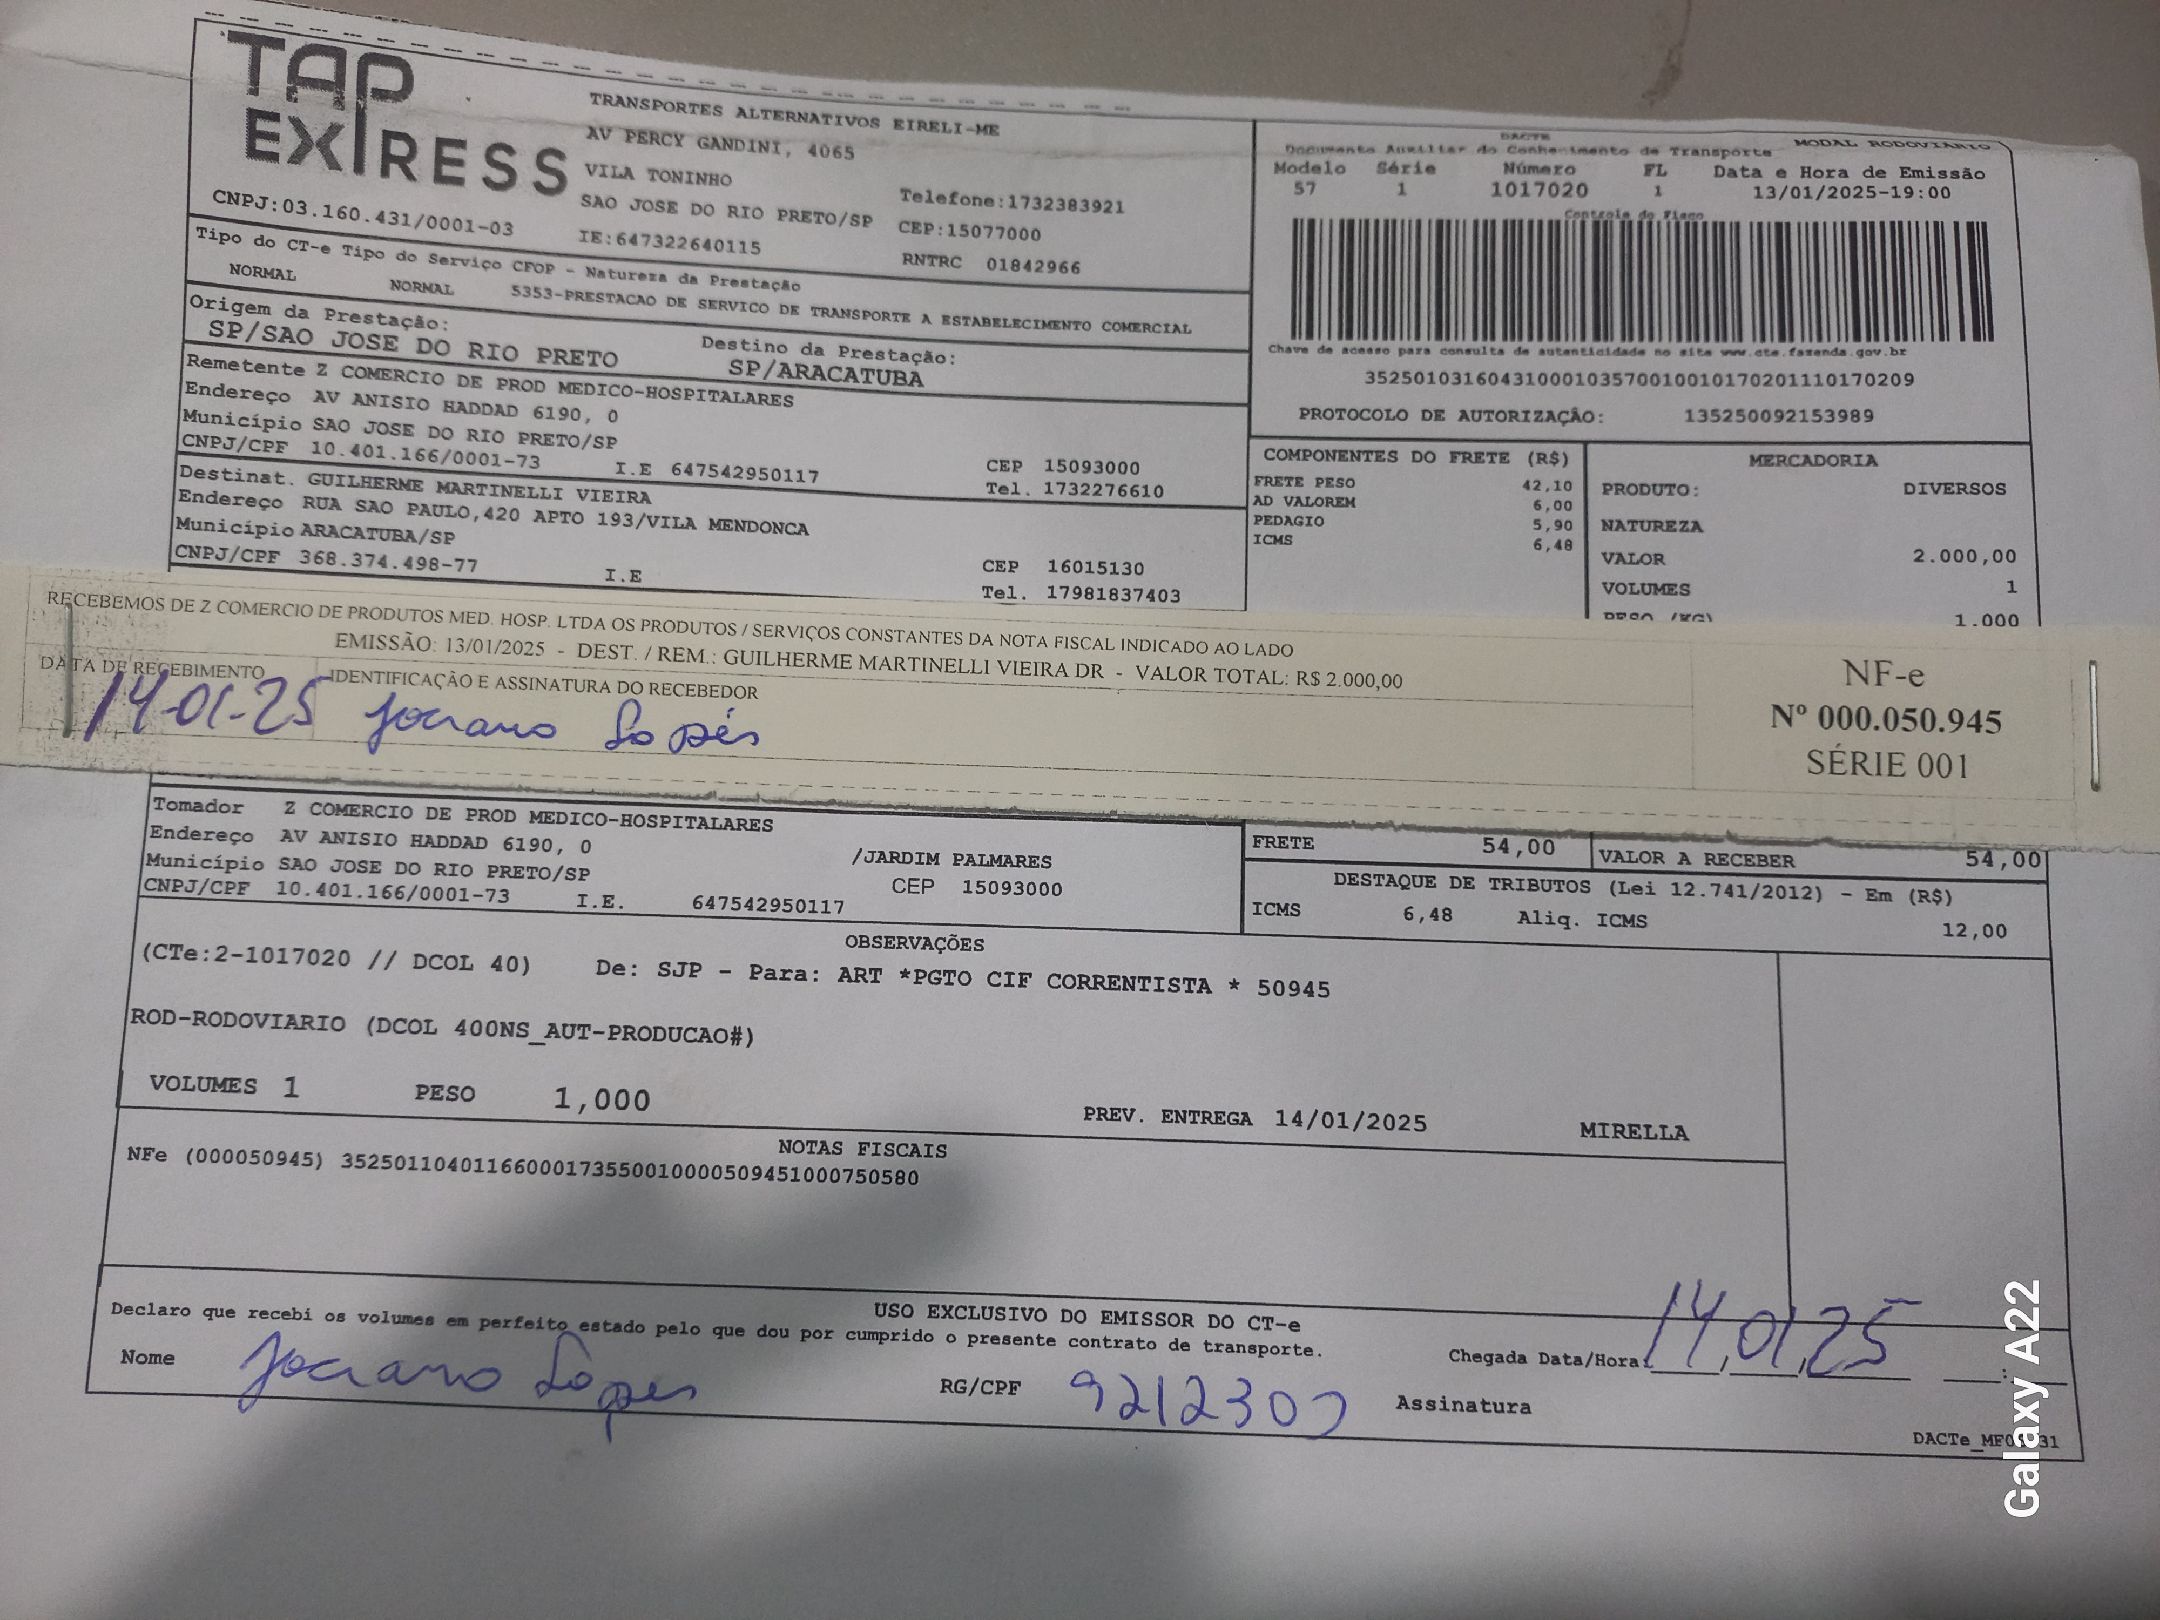 TAP
EXPRESS
TRANSPORTES ALTERNATIVOS EIRELI-ME
AV PERCY GANDINI, 4065
VILA TONINHO
SAO JOSE DO RIO PRETO/SP
Telefone:1732383921
CEP:15077000
CNPJ:03.160.431/0001-03
IE:647322640115
RNTRC 01842966
Tipo do CT-e Tipo do Serviço CFOP - Natureza da Prestação
NORMAL NORMAL 5353-PRESTACAO DE SERVICO DE TRANSPORTE A ESTABELECIMENTO COMERCIAL
Origem da Prestação:
SP/SAO JOSE DO RIO PRETO
Destino da Prestação:
SP/ARACATUBA
Remetente Z COMERCIO DE PROD MEDICO-HOSPITALARES
Endereço AV ANISIO HADDAD 6190, 0
Município SAO JOSE DO RIO PRETO/SP
CEP 15093000
CNPJ/CPF 10.401.166/0001-73 I.E 647542950117
Tel. 1732276610
Destinat. GUILHERME MARTINELLI VIEIRA
Endereço RUA SAO PAULO,420 APTO 193/VILA MENDONCA
Município ARACATUBA/SP
CEP 16015130
CNPJ/CPF 368.374.498-77 I.E
Tel. 17981837403
DACTE
MODAL RODOVIARIO
Documento Auxiliar do Conhecimento de Transporte
Modelo Série Número FL Data e Hora de Emissão
57 1 1017020 1 13/01/2025-19:00
Controle do Fisco
Chave de acesso para consulta de autenticidade no site www.cte.fazenda.gov.br
35250103160431000103570010010170201110170209
PROTOCOLO DE AUTORIZAÇÃO: 135250092153989
COMPONENTES DO FRETE (R$)
FRETE PESO 42,10
AD VALOREM 6,00
PEDAGIO 5,90
ICMS 6,48
MERCADORIA
PRODUTO: DIVERSOS
NATUREZA
VALOR 2.000,00
VOLUMES 1
PESO (KG) 1.000
RECEBEMOS DE Z COMERCIO DE PRODUTOS MED. HOSP. LTDA OS PRODUTOS / SERVIÇOS CONSTANTES DA NOTA FISCAL INDICADO AO LADO
EMISSÃO: 13/01/2025 - DEST. / REM.: GUILHERME MARTINELLI VIEIRA DR - VALOR TOTAL: R$ 2.000,00
DATA DE RECEBIMENTO
IDENTIFICAÇÃO E ASSINATURA DO RECEBEDOR
14-01-25 Jociano Lopes
NF-e
Nº 000.050.945
SÉRIE 001
Tomador Z COMERCIO DE PROD MEDICO-HOSPITALARES
Endereço AV ANISIO HADDAD 6190, 0
/JARDIM PALMARES
Município SAO JOSE DO RIO PRETO/SP
CEP 15093000
CNPJ/CPF 10.401.166/0001-73 I.E. 647542950117
FRETE 54,00
VALOR A RECEBER 54,00
DESTAQUE DE TRIBUTOS (Lei 12.741/2012) - Em (R$)
ICMS 6,48 Aliq. ICMS 12,00
OBSERVAÇÕES
(CTe:2-1017020 // DCOL 40) De: SJP - Para: ART *PGTO CIF CORRENTISTA * 50945
ROD-RODOVIARIO (DCOL 400NS_AUT-PRODUCAO#)
VOLUMES 1 PESO 1,000
PREV. ENTREGA 14/01/2025 MIRELLA
NOTAS FISCAIS
NFe (000050945) 35250110401166000173550010000509451000750580
USO EXCLUSIVO DO EMISSOR DO CT-e
Declaro que recebi os volumes em perfeito estado pelo que dou por cumprido o presente contrato de transporte.
Nome Jociano Lopes
RG/CPF 9212307
Chegada Data/Hora: 14,01,25
Assinatura
Galaxy A22